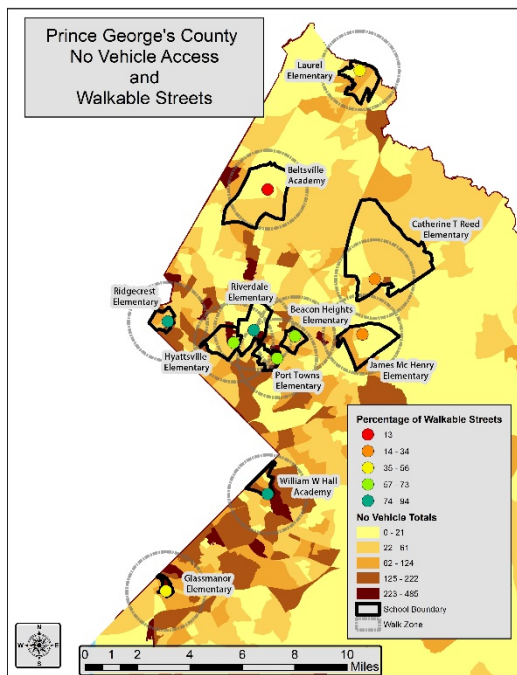 Prince George's County
No Vehicle Access
and
Walkable Streets
Laurel
Elementary
Beltsville
Academy
Catherine T Reed
Elementary
Ridgecrest
Elementary
Riverdale
Elementary
Beacon Heights
Elementary
Hyattsville
Elementary
Port Towns
Elementary
James Mc Henry
Elementary
William W Hall
Academy
Glassmanor
Elementary
Percentage of Walkable Streets
13
14 - 34
35 - 56
57 - 73
74 - 94
No Vehicle Totals
0 - 21
22 - 61
62 - 124
125 - 222
223 - 485
School Boundary
Walk Zone
N
W E
S
0 1 2 4 6 8 10
Miles